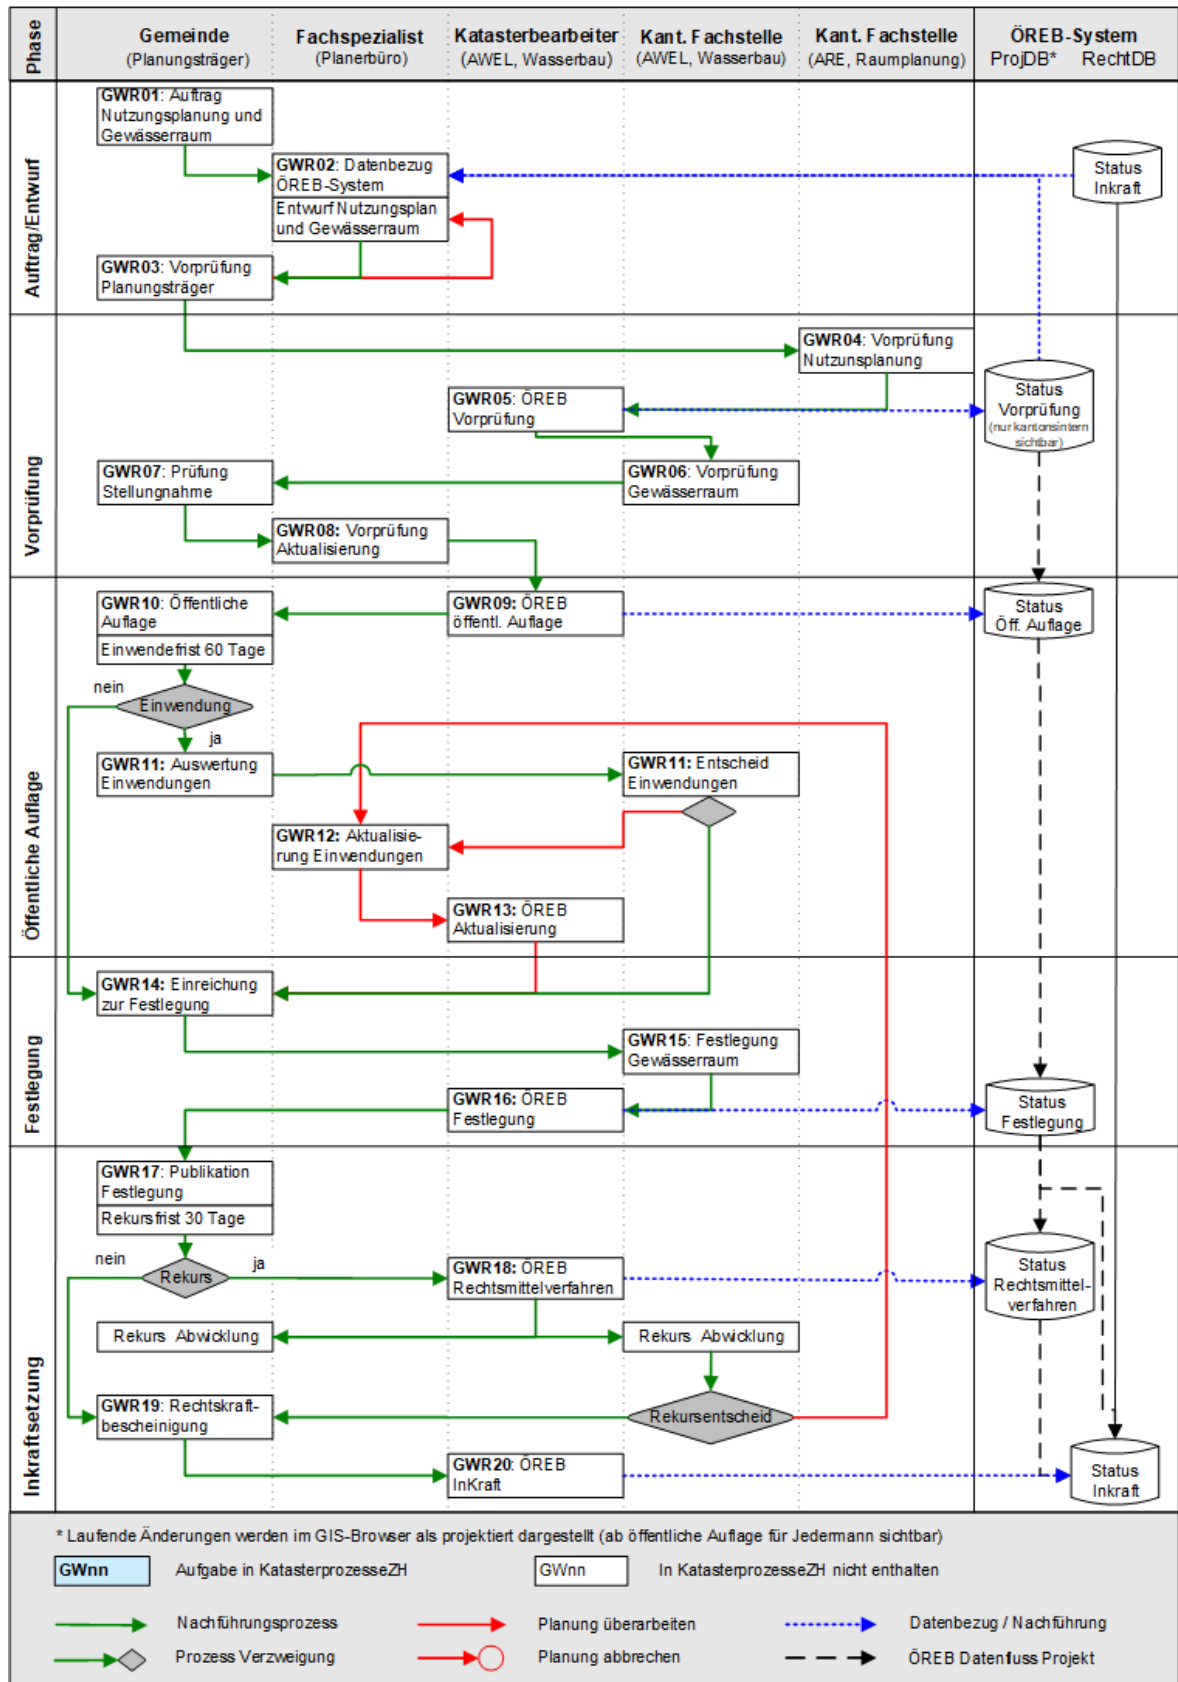 Phase
Gemeinde
(Planungsträger)
Fachspezialist
(Planerbüro)
Katasterbearbeiter
(AWEL, Wasserbau)
Kant. Fachstelle
(AWEL, Wasserbau)
Kant. Fachstelle
(ARE, Raumplanung)
ÖREB-System
ProjDB* RechtDB
Auftrag/Entwurf
GWR01: Auftrag
Nutzungsplanung und
Gewässerraum
GWR02: Datenbezug
ÖREB-System
Entwurf Nutzungsplan
und Gewässerraum
Status
Inkraft
GWR03: Vorprüfung
Planungsträger
Vorprüfung
GWR04: Vorprüfung
Nutzunsplanung
GWR05: ÖREB
Vorprüfung
Status
Vorprüfung
(nur kantonsintern
sichtbar)
GWR07: Prüfung
Stellungnahme
GWR06: Vorprüfung
Gewässerraum
GWR08: Vorprüfung
Aktualisierung
Öffentliche Auflage
GWR10: Öffentliche
Auflage
Einwendefrist 60 Tage
GWR09: ÖREB
öffentl. Auflage
Status
Öff. Auflage
nein
Einwendung
ja
GWR11: Auswertung
Einwendungen
GWR11: Entscheid
Einwendungen
GWR12: Aktualisie-
rung Einwendungen
GWR13: ÖREB
Aktualisierung
Festlegung
GWR14: Einreichung
zur Festlegung
GWR15: Festlegung
Gewässerraum
GWR16: ÖREB
Festlegung
Status
Festlegung
Inkraftsetzung
GWR17: Publikation
Festlegung
Rekursfrist 30 Tage
nein
Rekurs
ja
GWR18: ÖREB
Rechtsmittelverfahren
Status
Rechtsmittel-
verfahren
Rekurs Abwicklung
Rekurs Abwicklung
GWR19: Rechtskraft-
bescheinigung
Rekursentscheid
GWR20: ÖREB
InKraft
Status
Inkraft
* Laufende Änderungen werden im GIS-Browser als projektiert dargestellt (ab öffentliche Auflage für Jedermann sichtbar)
GWnn Aufgabe in KatasterprozesseZH
GWnn In KatasterprozesseZH nicht enthalten
Nachführungsprozess
Planung überarbeiten
Datenbezug / Nachführung
Prozess Verzweigung
Planung abbrechen
ÖREB Datenfluss Projekt